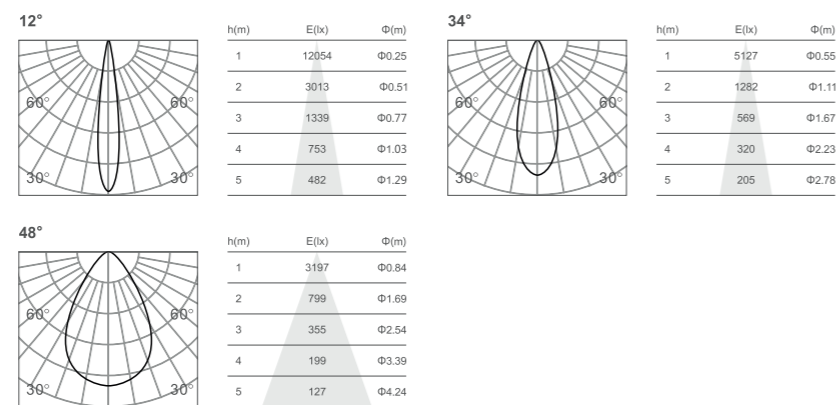 12°
60° 60°
30° 30°
h(m) E(lx) Φ(m)
1 12054 Φ0.25
2 3013 Φ0.51
3 1339 Φ0.77
4 753 Φ1.03
5 482 Φ1.29
34°
60° 60°
30° 30°
h(m) E(lx) Φ(m)
1 5127 Φ0.55
2 1282 Φ1.11
3 569 Φ1.67
4 320 Φ2.23
5 205 Φ2.78
48°
60° 60°
30° 30°
h(m) E(lx) Φ(m)
1 3197 Φ0.84
2 799 Φ1.69
3 355 Φ2.54
4 199 Φ3.39
5 127 Φ4.24